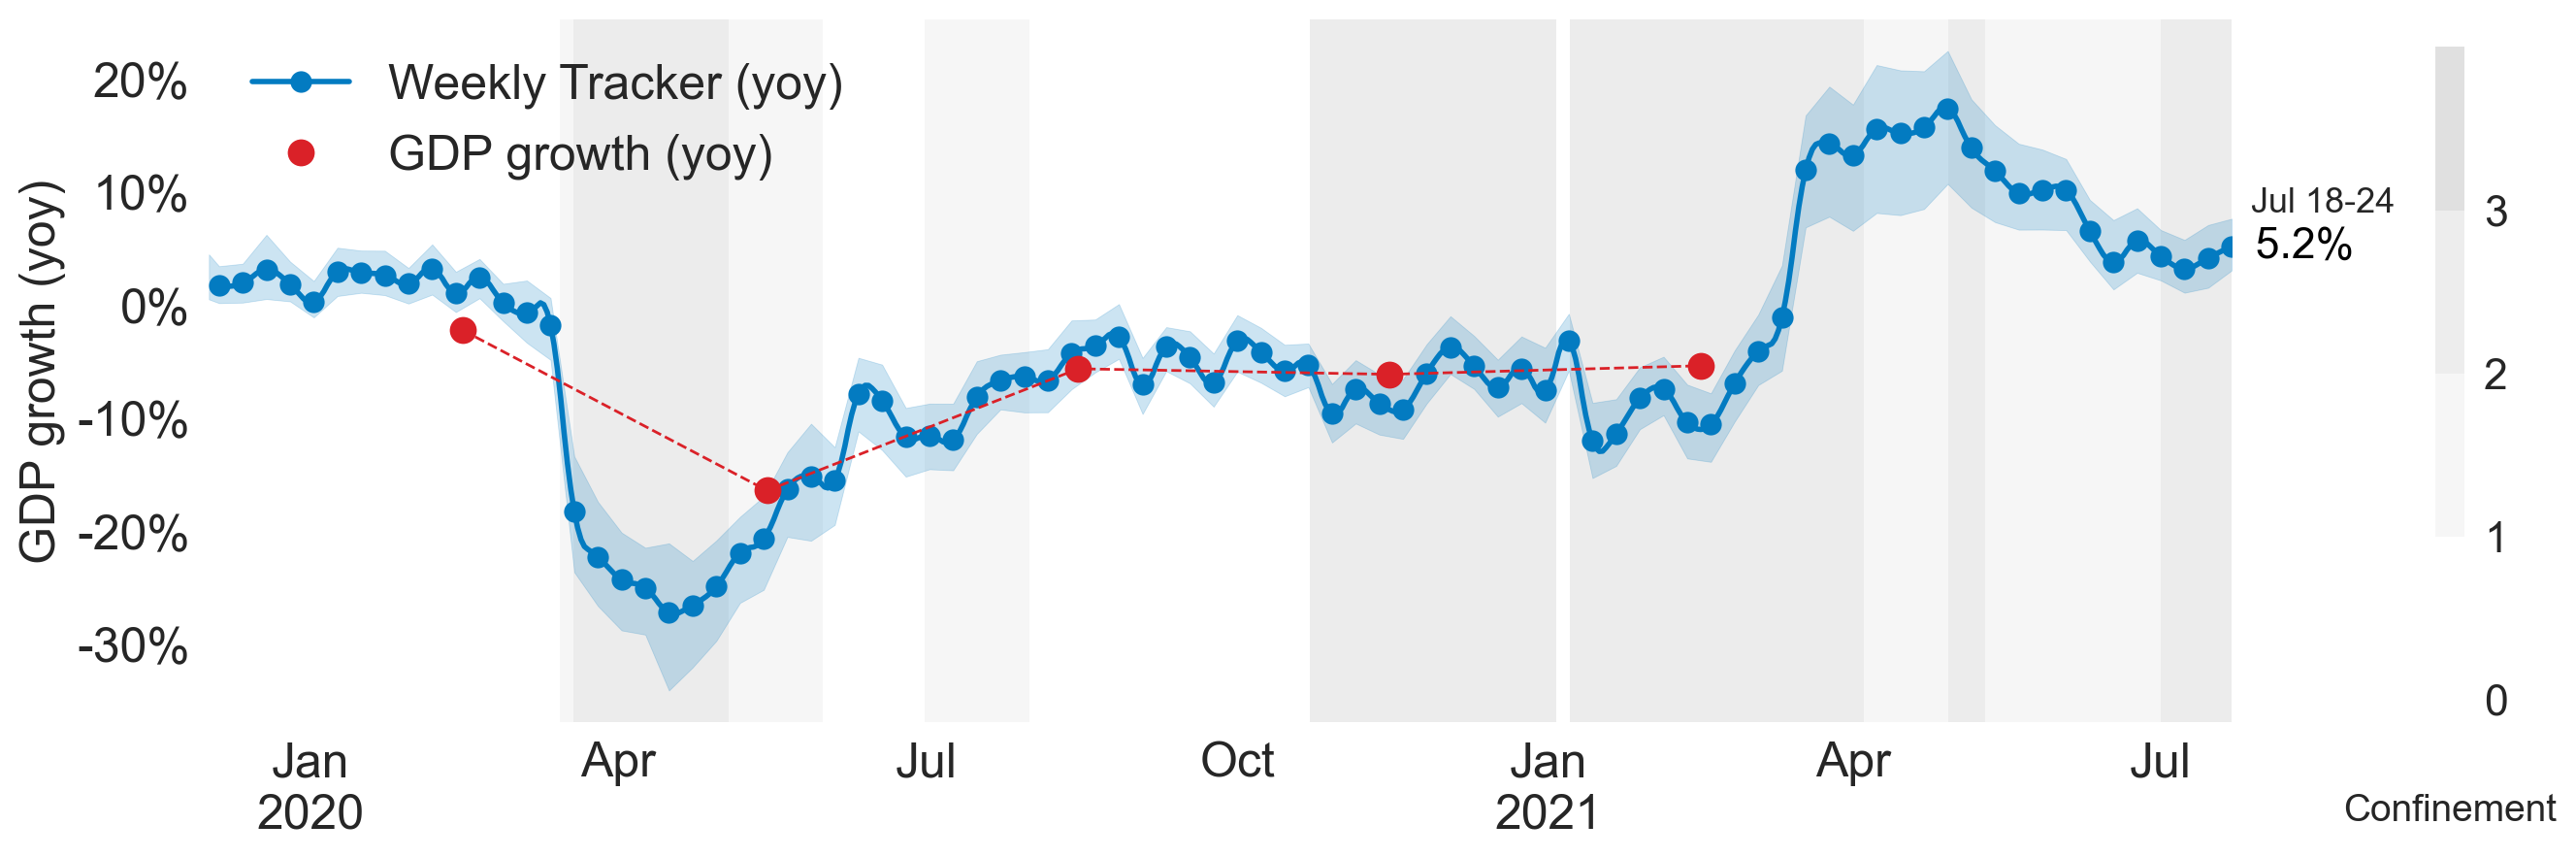 Weekly Tracker (yoy)
GDP growth (yoy)
GDP growth (yoy)
20%
10%
0%
-10%
-20%
-30%
Jan
2020
Apr
Jul
Oct
Jan
2021
Apr
Jul
Jul 18-24
5.2%
3
2
1
0
Confinement